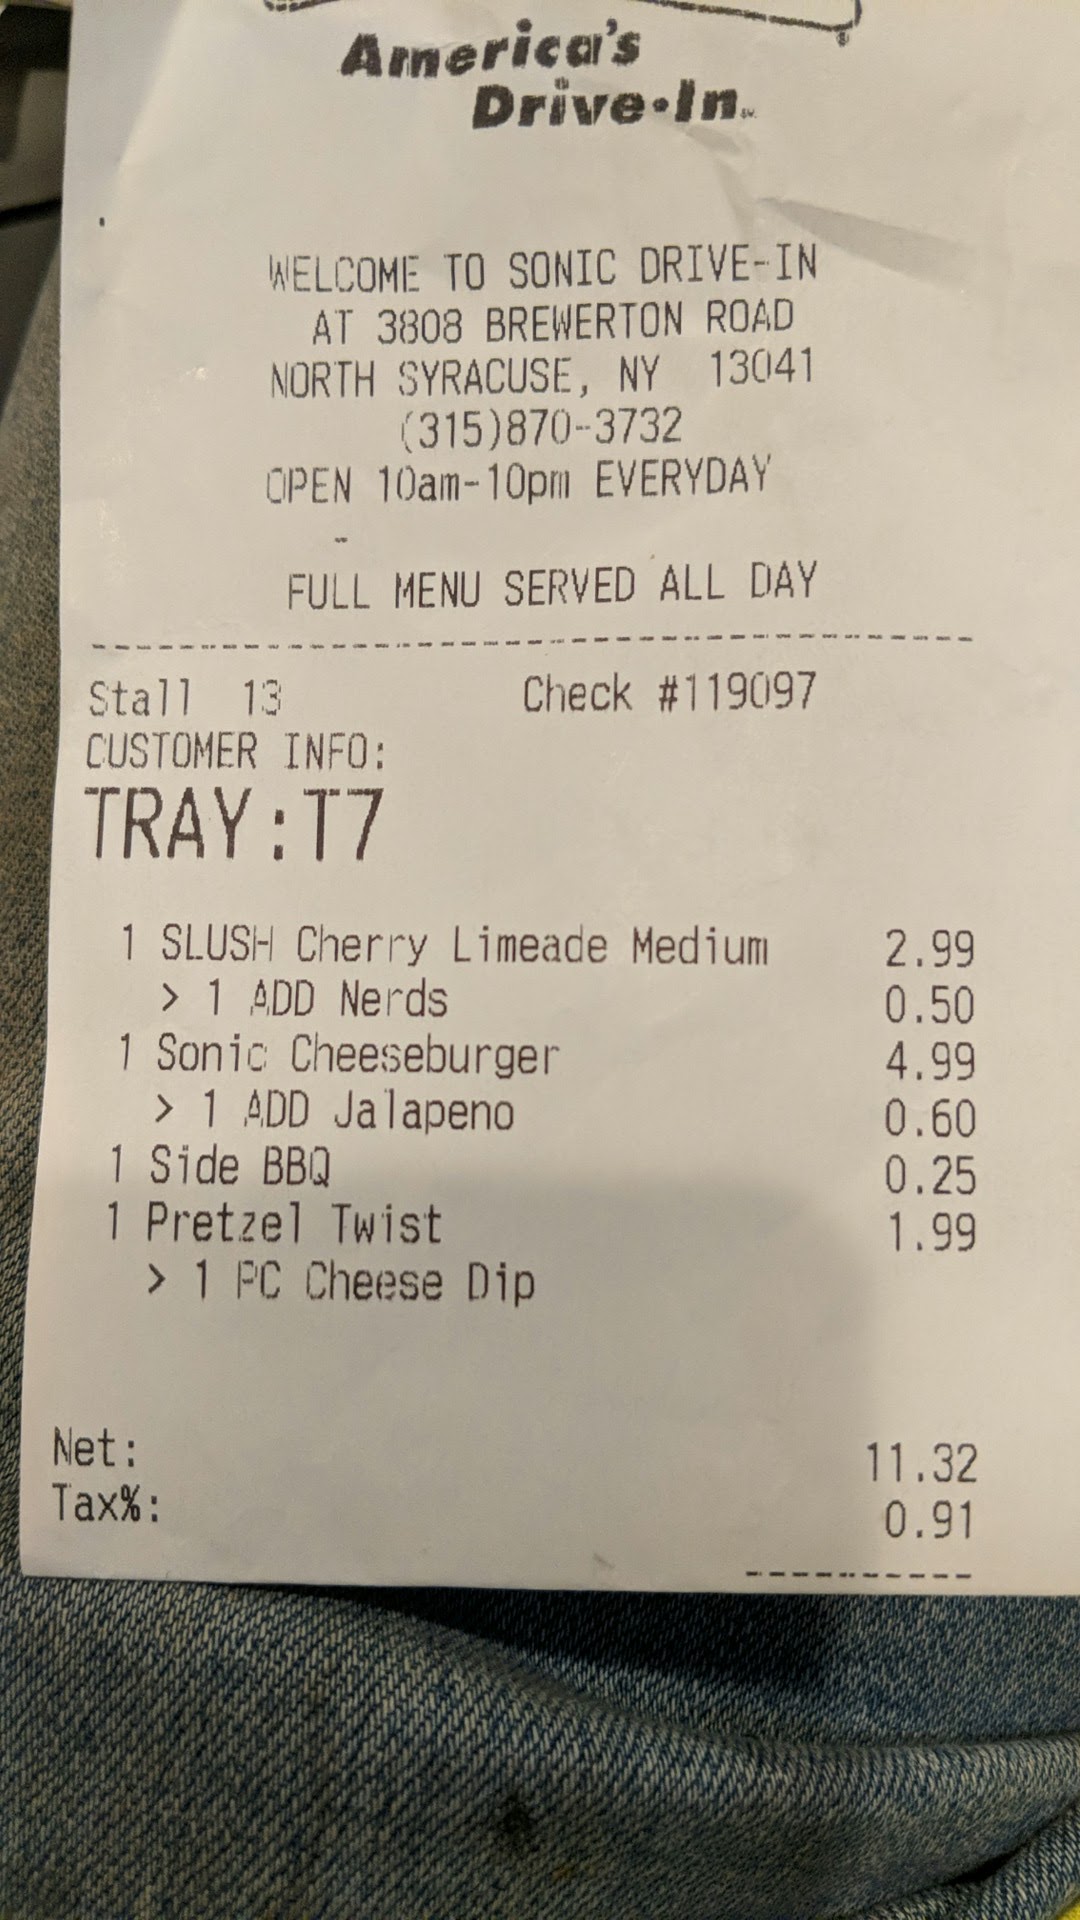 America's
Drive-In
WELCOME TO SONIC DRIVE-IN
AT 3808 BREWERTON ROAD
NORTH SYRACUSE, NY 13041
(315)870-3732
OPEN 10am-10pm EVERYDAY
FULL MENU SERVED ALL DAY
Stall 13 Check #119097
CUSTOMER INFO:
TRAY:T7
1 SLUSH Cherry Limeade Medium 2.99
> 1 ADD Nerds 0.50
1 Sonic Cheeseburger 4.99
> 1 ADD Jalapeno 0.60
1 Side BBQ 0.25
1 Pretzel Twist 1.99
> 1 PC Cheese Dip
Net: 11.32
Tax%: 0.91